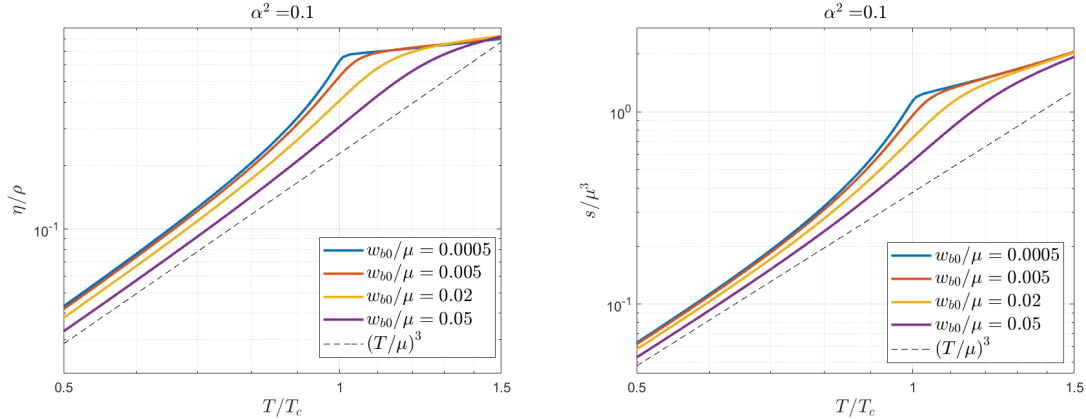 α² =0.1
η/ρ
10⁻¹
w_{b0}/μ = 0.0005
w_{b0}/μ = 0.005
w_{b0}/μ = 0.02
w_{b0}/μ = 0.05
(T/μ)³
0.5
1
1.5
T/T_c
α² =0.1
s/μ³
10⁰
10⁻¹
w_{b0}/μ = 0.0005
w_{b0}/μ = 0.005
w_{b0}/μ = 0.02
w_{b0}/μ = 0.05
(T/μ)³
0.5
1
1.5
T/T_c